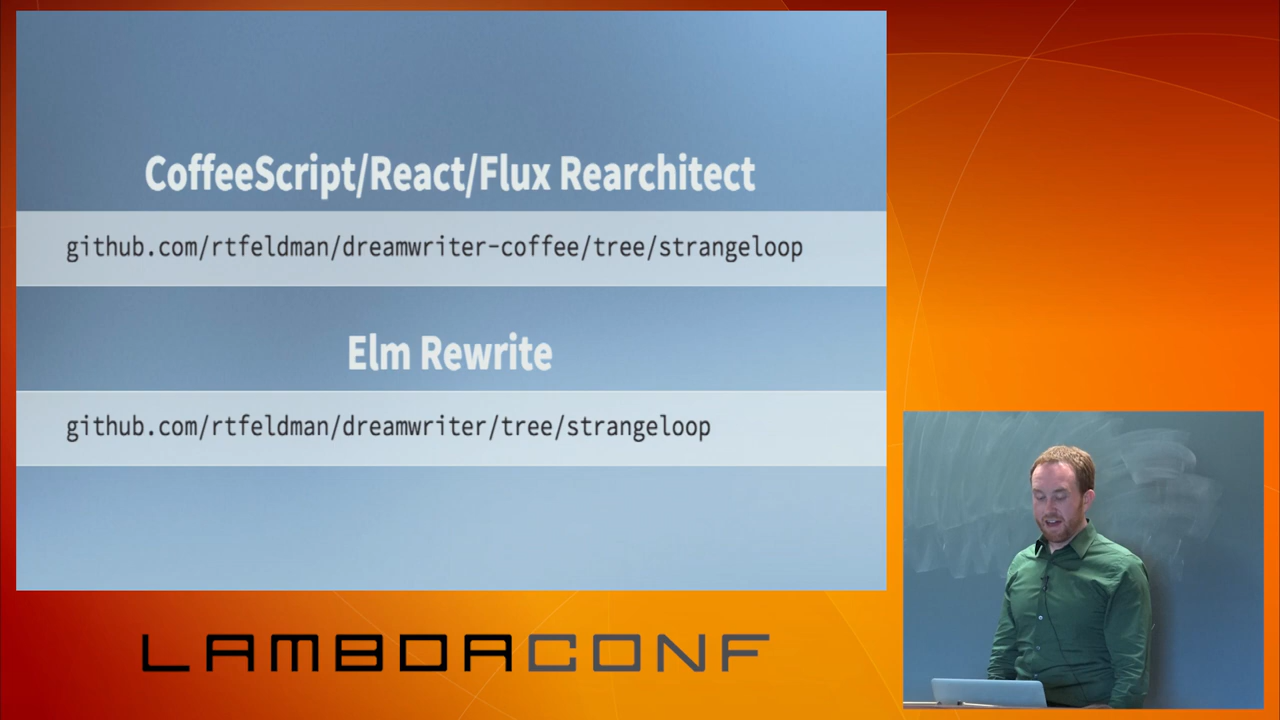 CoffeeScript/React/Flux Rearchitect
github.com/rtfeldman/dreamwriter-coffee/tree/strangeloop
Elm Rewrite
github.com/rtfeldman/dreamwriter/tree/strangeloop
LAMBDACONF